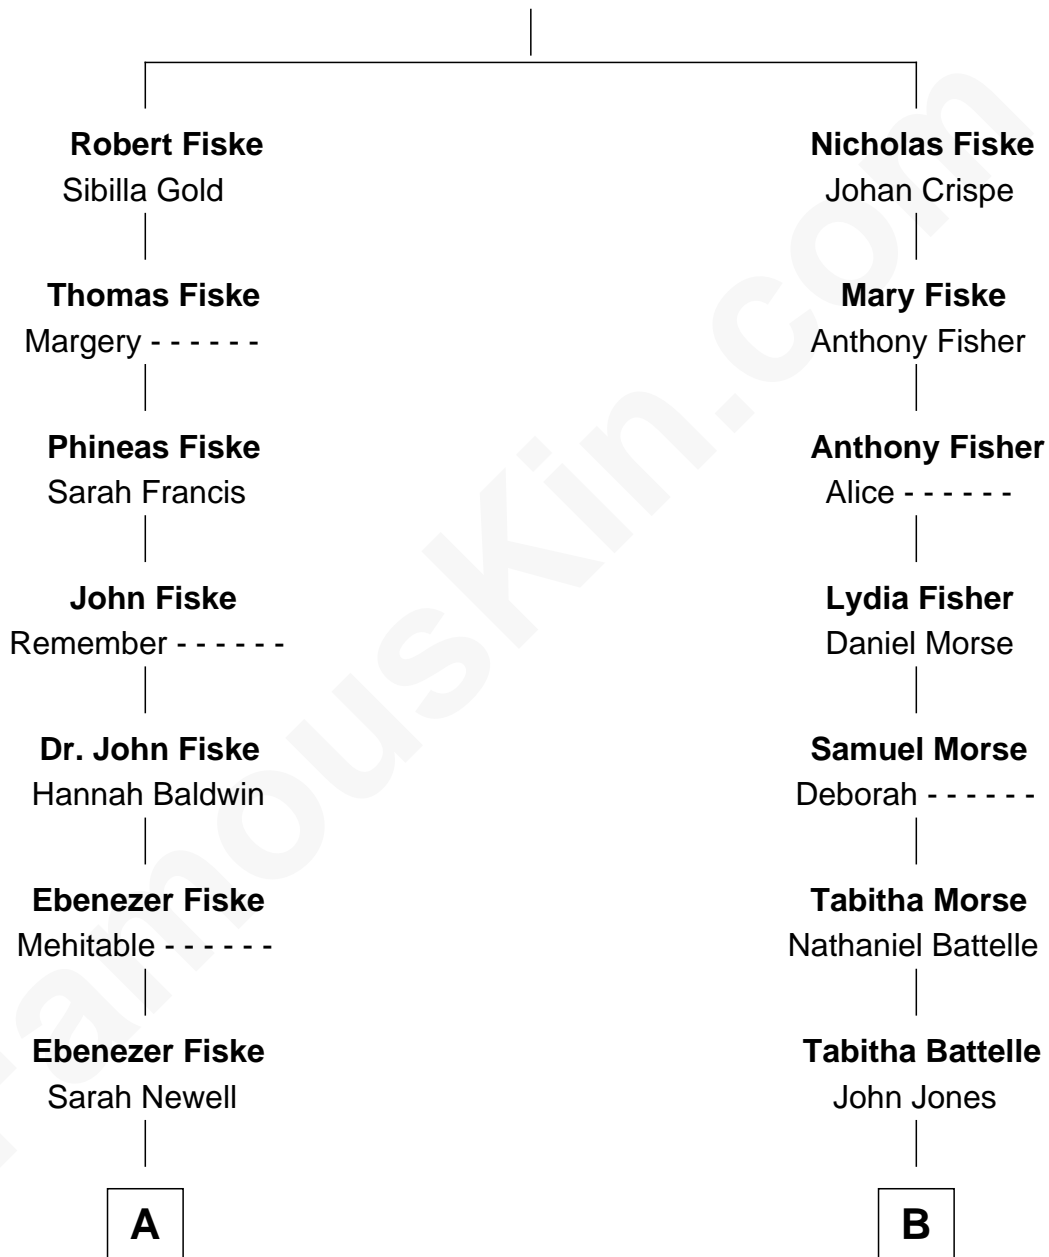 Robert Fiske
Sibilla Gold
Thomas Fiske
Margery - - - - - -
Phineas Fiske
Sarah Francis
John Fiske
Remember - - - - - -
Dr. John Fiske
Hannah Baldwin
Ebenezer Fiske
Mehitable - - - - - -
Ebenezer Fiske
Sarah Newell
A
Nicholas Fiske
Johan Crispe
Mary Fiske
Anthony Fisher
Anthony Fisher
Alice - - - - - -
Lydia Fisher
Daniel Morse
Samuel Morse
Deborah - - - - - -
Tabitha Morse
Nathaniel Battelle
Tabitha Battelle
John Jones
B
FamousKin.com